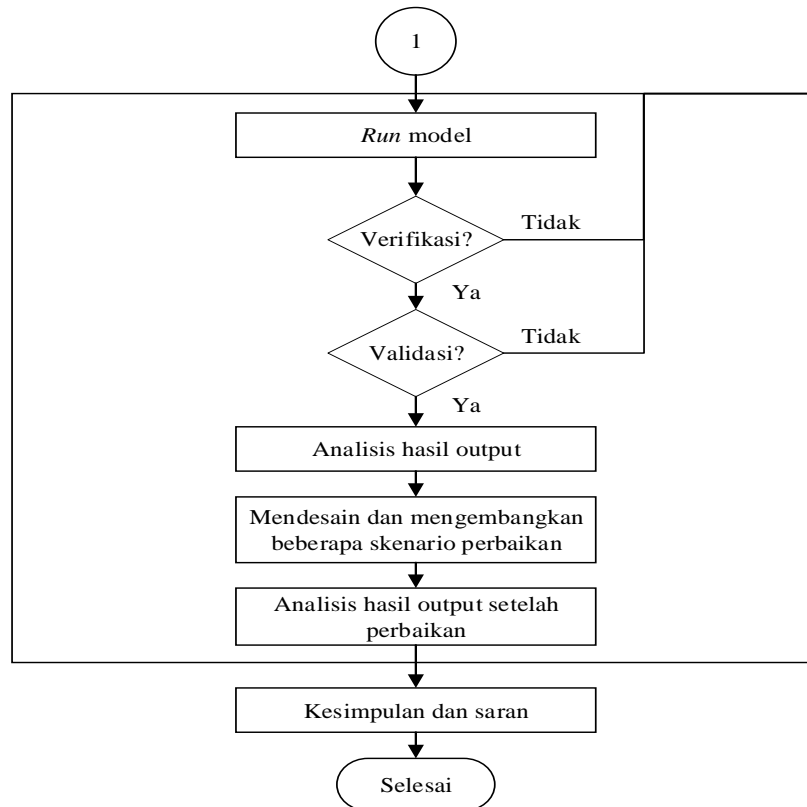 1
Run model
Verifikasi?
Tidak
Ya
Validasi?
Tidak
Ya
Analisis hasil output
Mendesain dan mengembangkan
beberapa skenario perbaikan
Analisis hasil output setelah
perbaikan
Kesimpulan dan saran
Selesai